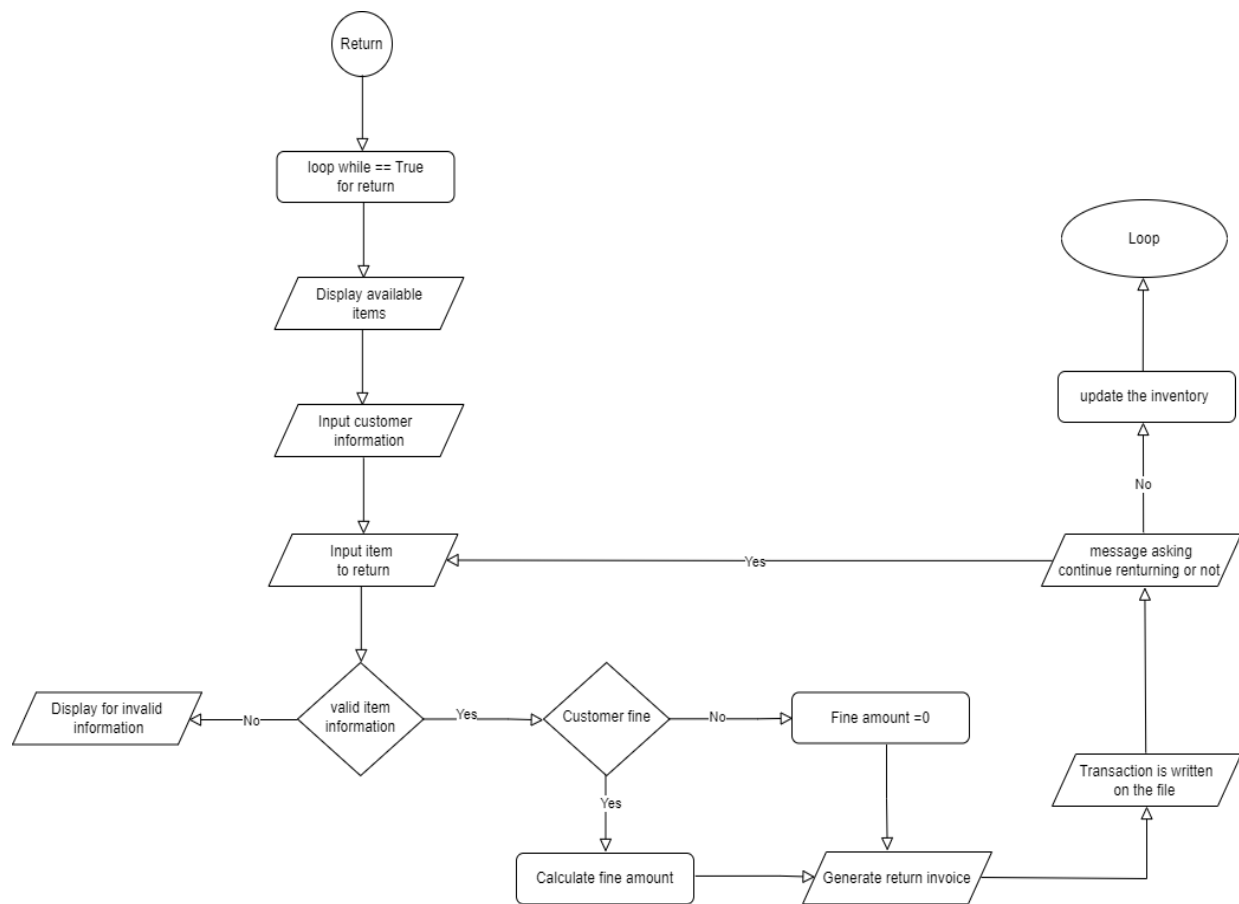 Return
loop while == True
for return
Display available
items
Input customer
information
Input item
to return
valid item
information
No
Display for invalid
information
Yes
Customer fine
No
Fine amount =0
Yes
Calculate fine amount
Generate return invoice
Transaction is written
on the file
message asking
continue renturning or not
Yes
No
update the inventory
Loop